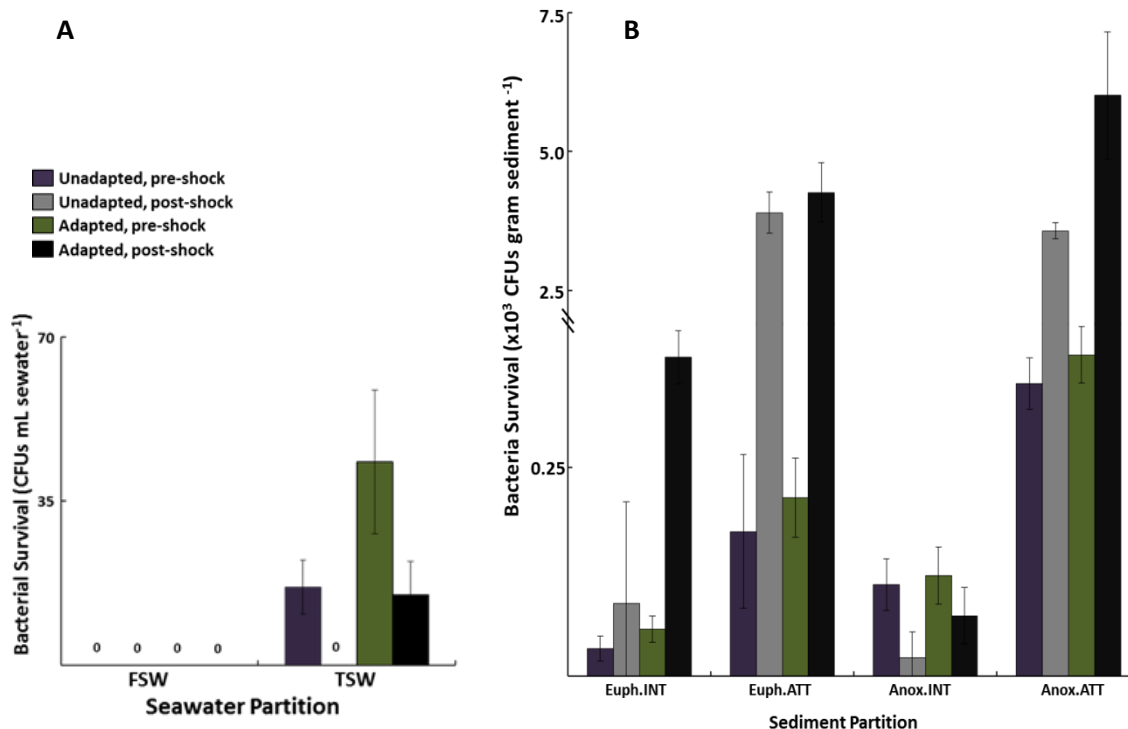 A
Unadapted, pre-shock
Unadapted, post-shock
Adapted, pre-shock
Adapted, post-shock
Bacterial Survival (CFUs mL sewater-1)
70
35
0 0 0 0 0
FSW TSW
Seawater Partition
B
Bacteria Survival (x10³ CFUs gram sediment -1)
7.5
5.0
2.5
0.25
Euph.INT Euph.ATT Anox.INT Anox.ATT
Sediment Partition